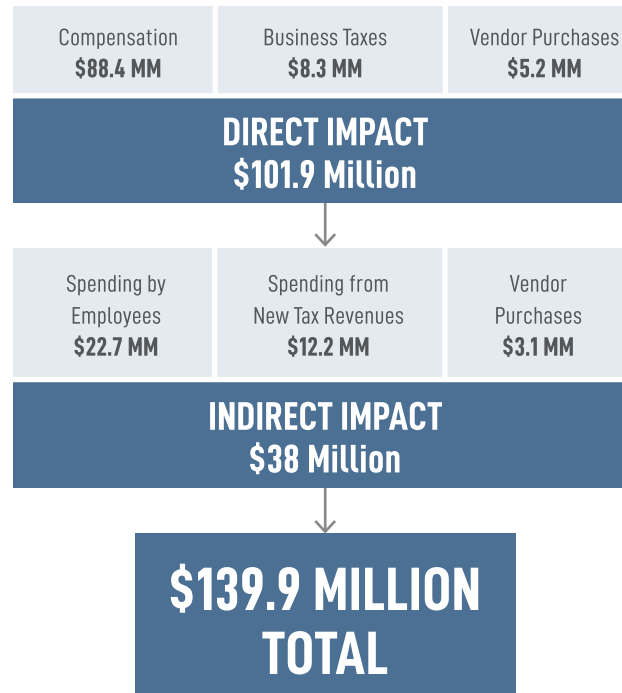 Compensation
$88.4 MM
Business Taxes
$8.3 MM
Vendor Purchases
$5.2 MM
DIRECT IMPACT
$101.9 Million
Spending by
Employees
$22.7 MM
Spending from
New Tax Revenues
$12.2 MM
Vendor
Purchases
$3.1 MM
INDIRECT IMPACT
$38 Million
$139.9 MILLION
TOTAL